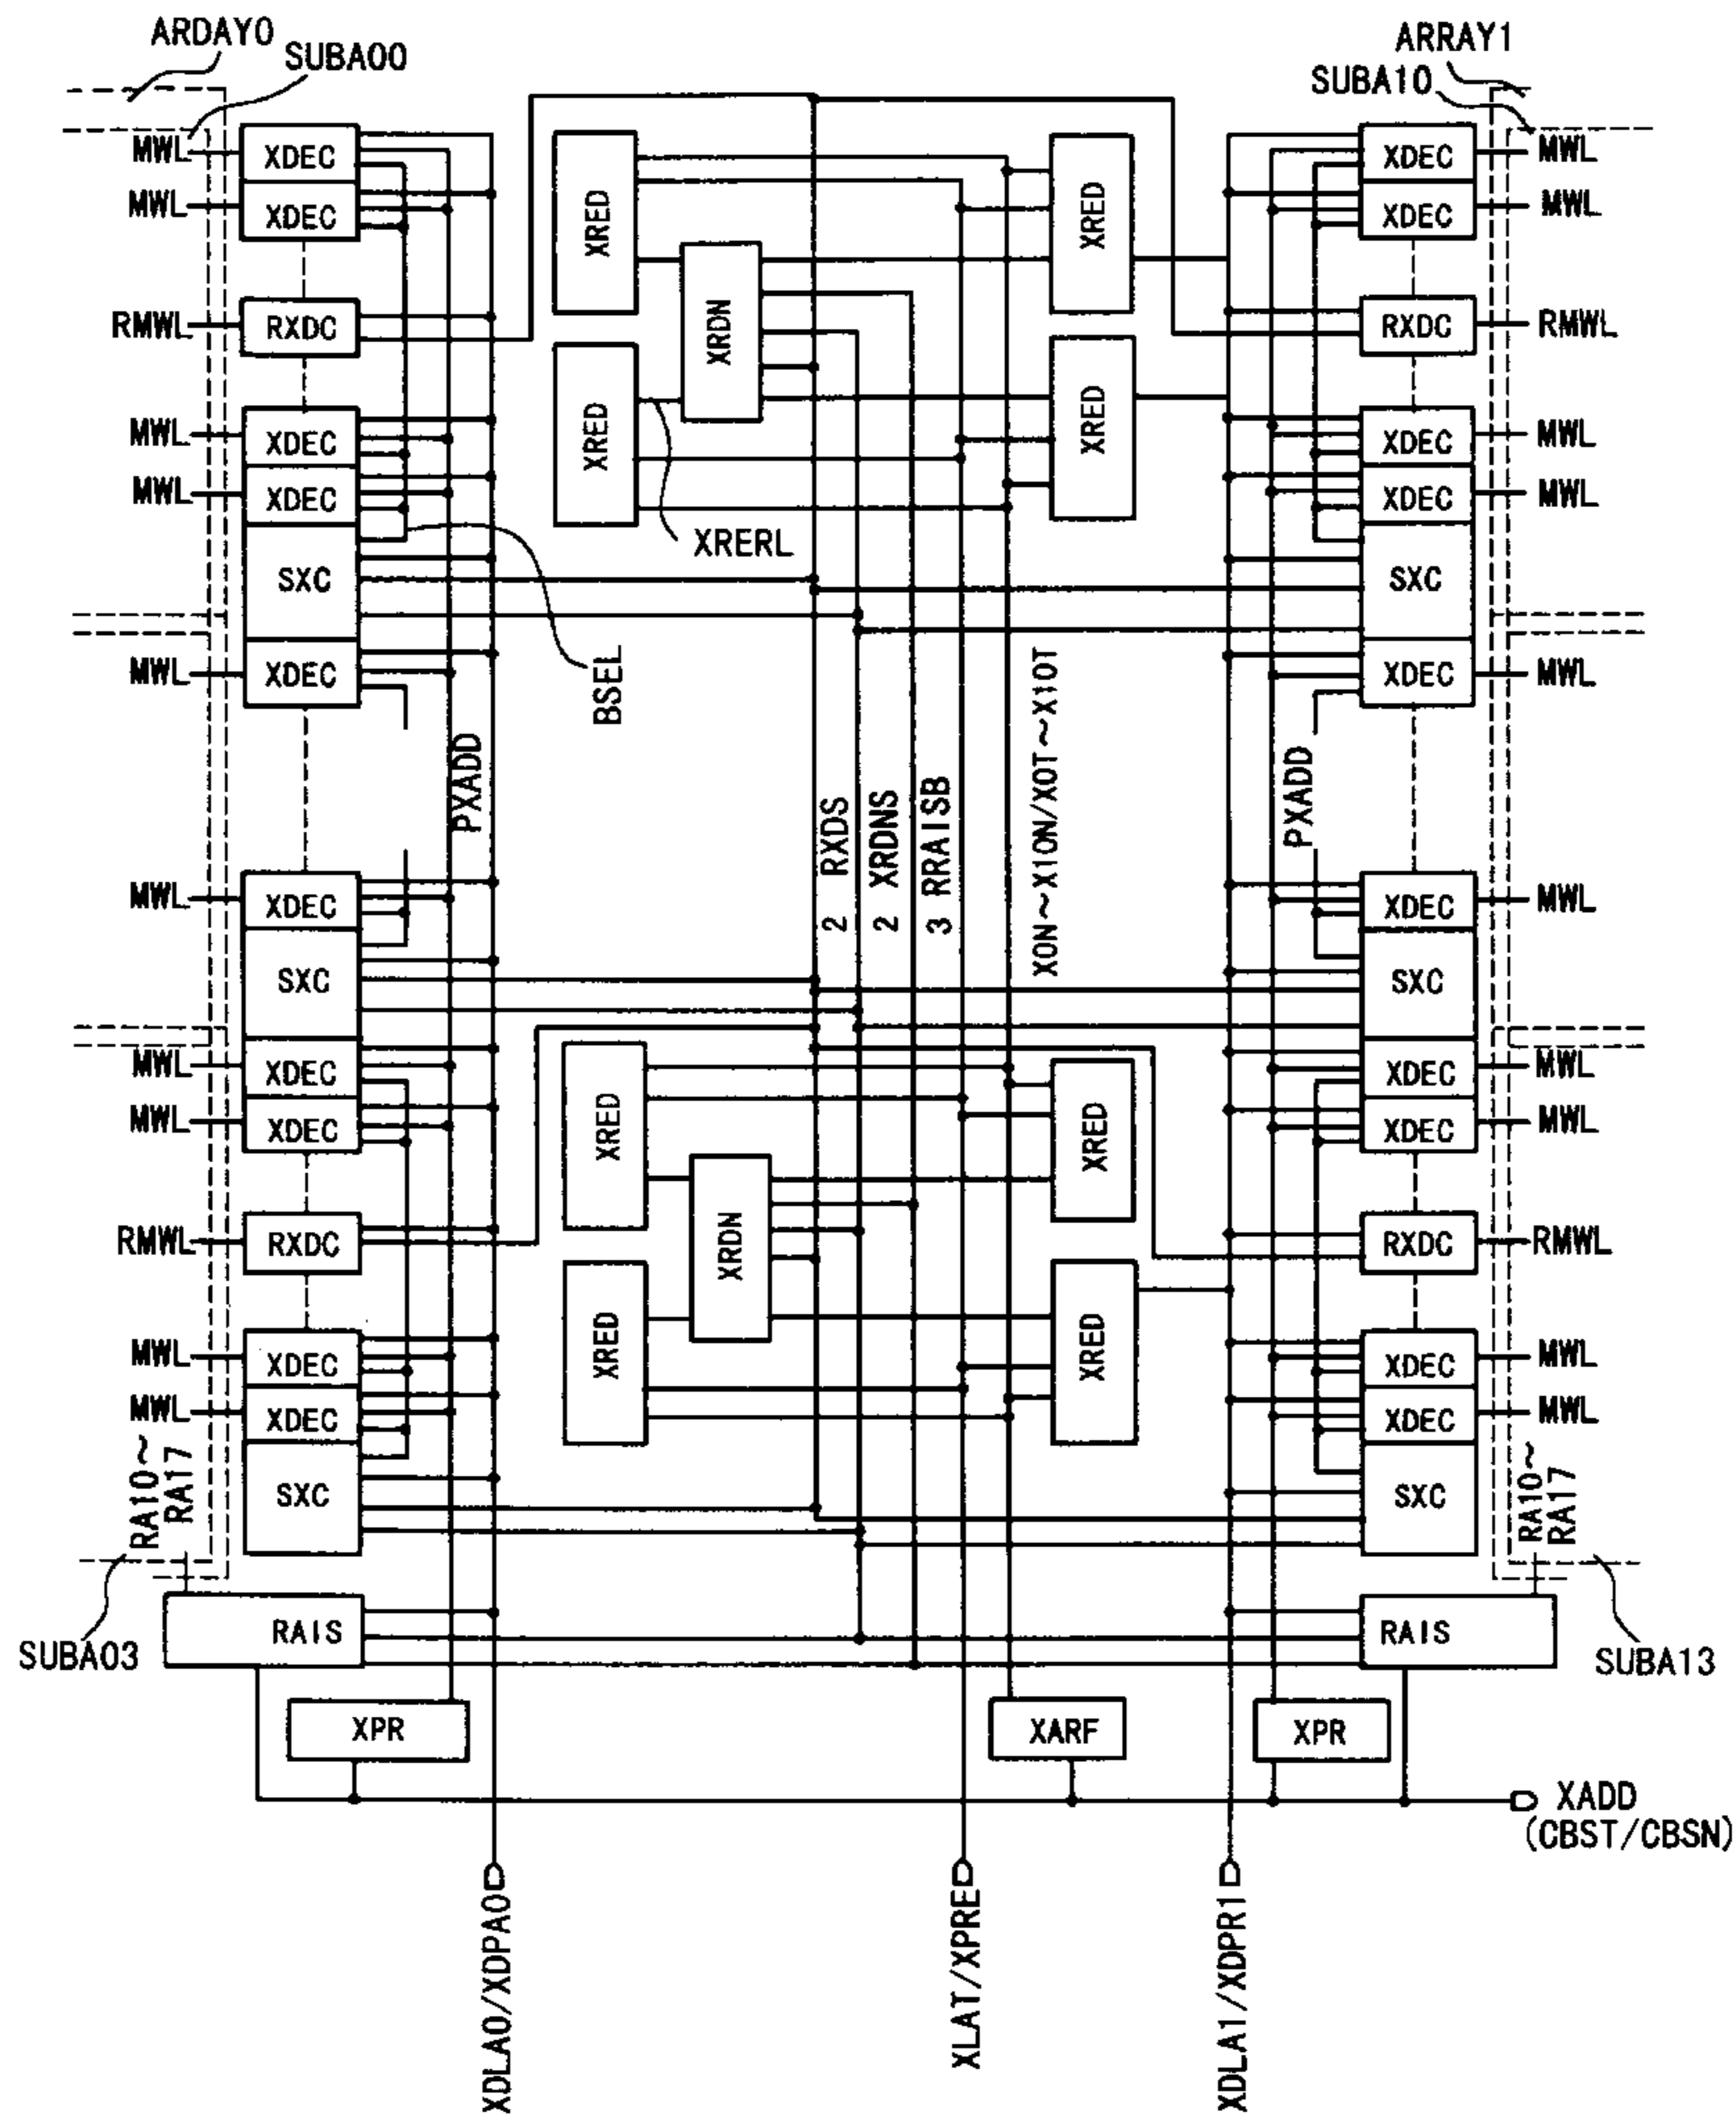 ARDAY0
SUBA00
ARRAY1
SUBA10
MWL
XDEC
MWL
XDEC
RMWL
RXDC
MWL
XDEC
MWL
XDEC
SXC
MWL
XDEC
PXADD
BSEL
MWL
XDEC
SXC
MWL
XDEC
MWL
XDEC
RMWL
RXDC
MWL
XDEC
MWL
XDEC
SXC
RA10~
RA17
SUBA03
RAIS
XPR
XRED
XRED
XRDN
XRED
XRED
XRERL
2 RXDS
2 XRDNS
3 RRAISB
X0N~X10N/X0T~X10T
XRED
XRED
XRDN
XRED
XRED
XARF
XDEC
MWL
XDEC
MWL
RXDC
RMWL
XDEC
MWL
XDEC
MWL
SXC
XDEC
MWL
PXADD
XDEC
MWL
SXC
XDEC
MWL
XDEC
MWL
RXDC
RMWL
XDEC
MWL
XDEC
MWL
SXC
RA10~
RA17
RAIS
SUBA13
XPR
XADD
(CBST/CBSN)
XDLA0/XDPA0
XLAT/XPRE
XDLA1/XDPR1